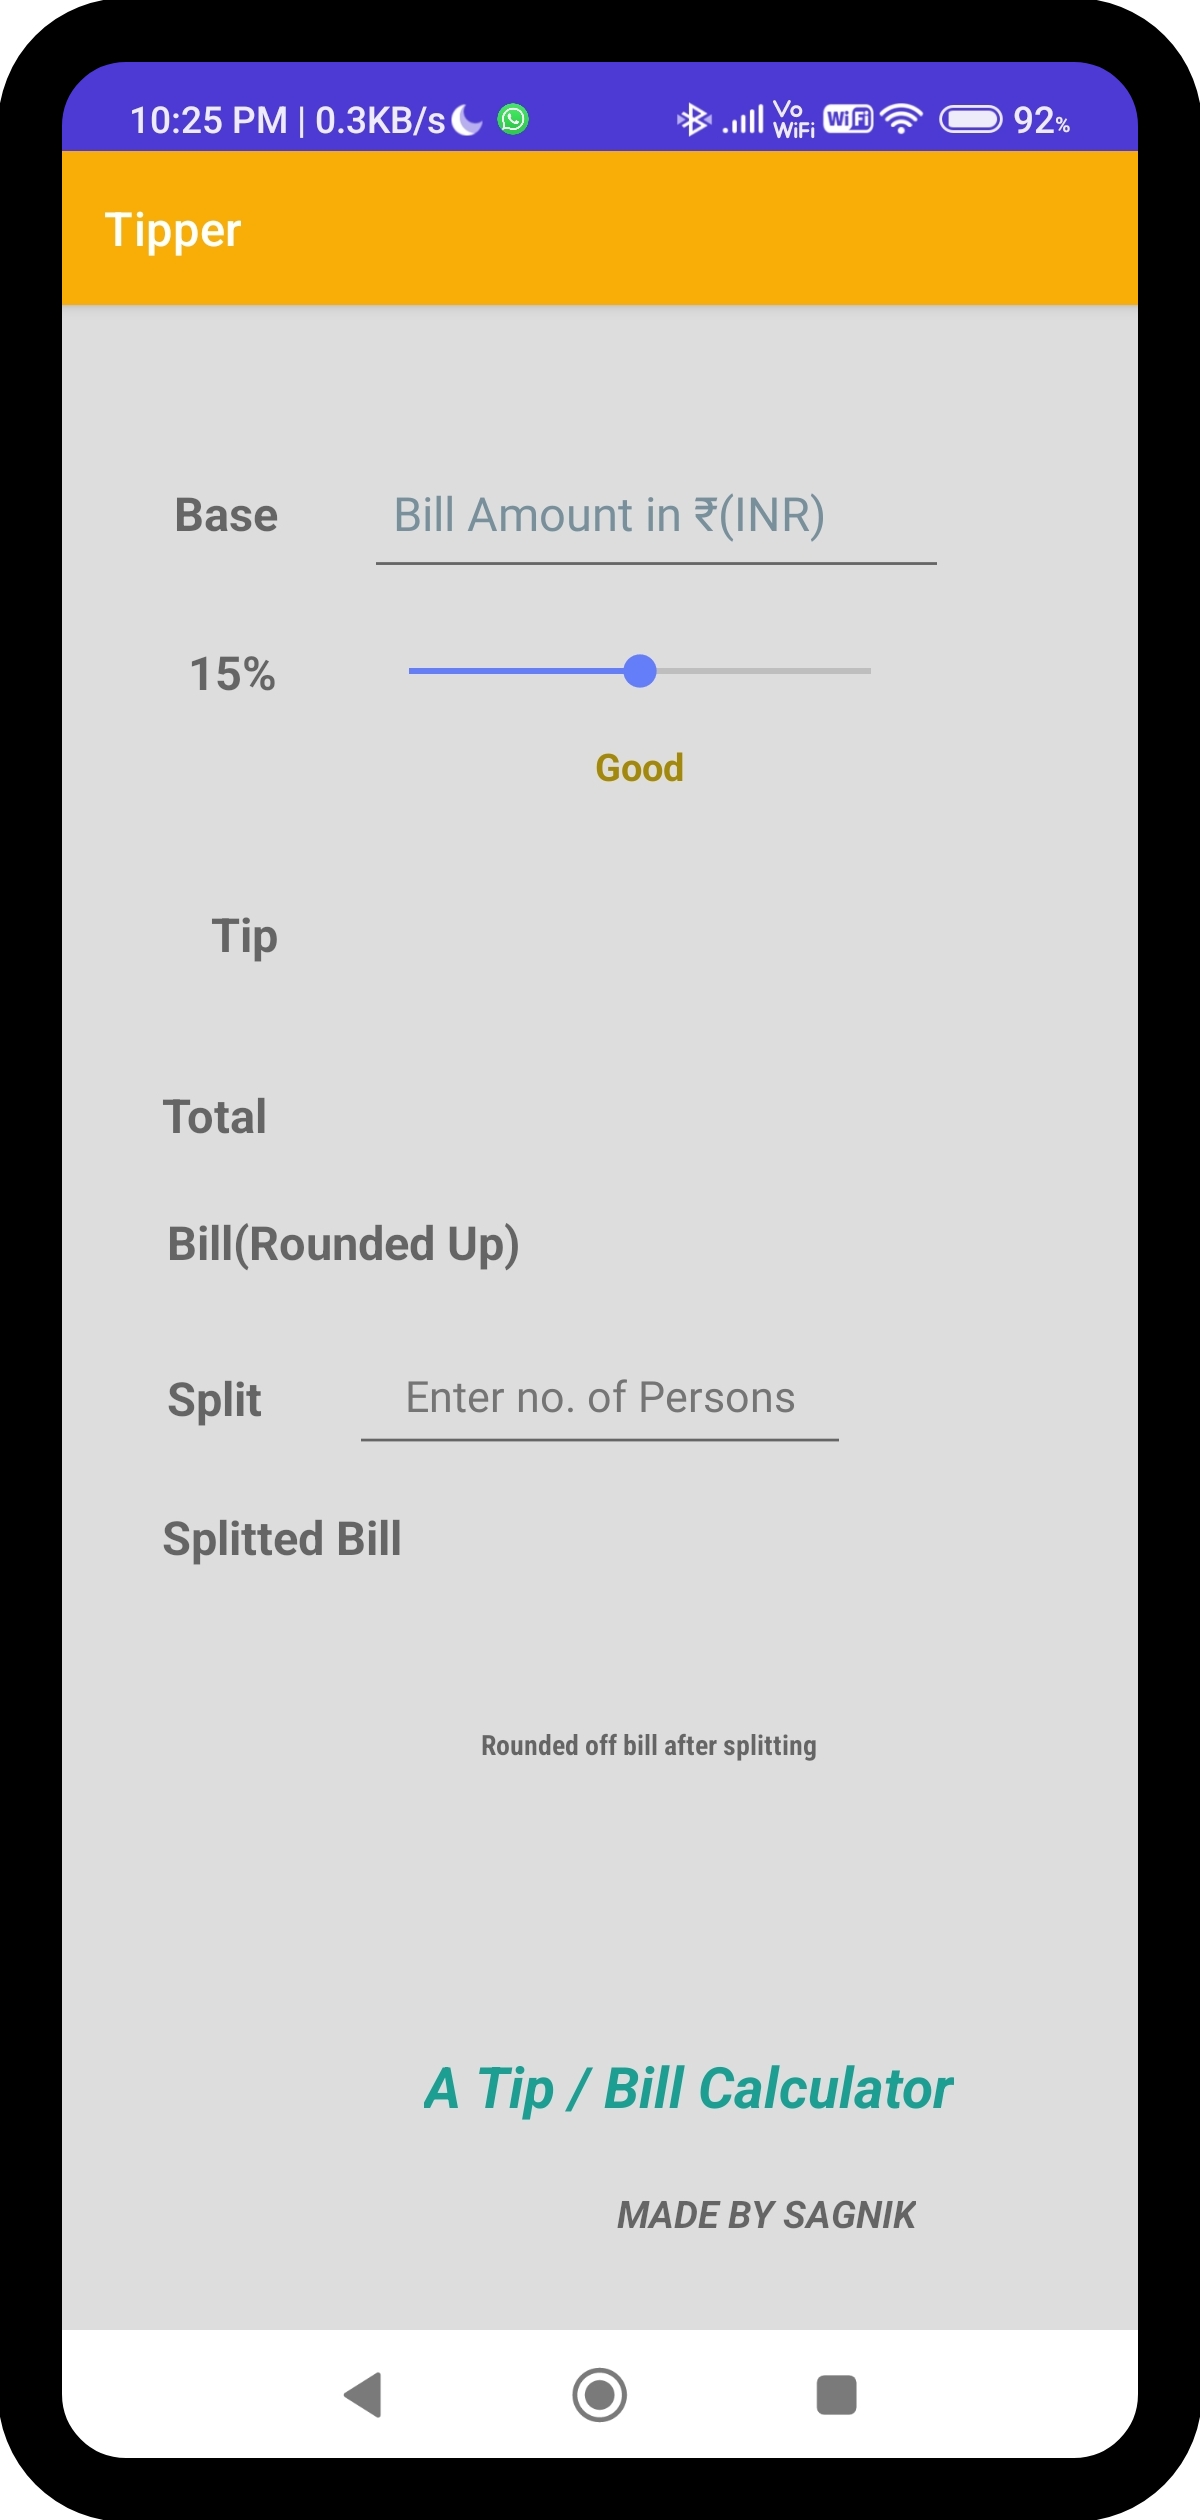 10:25 PM | 0.3KB/s Vo WiFi WiFi 92%
Tipper
Base Bill Amount in ₹(INR)
15%
Good
Tip
Total
Bill(Rounded Up)
Split Enter no. of Persons
Splitted Bill
Rounded off bill after splitting
A Tip / Bill Calculator
MADE BY SAGNIK